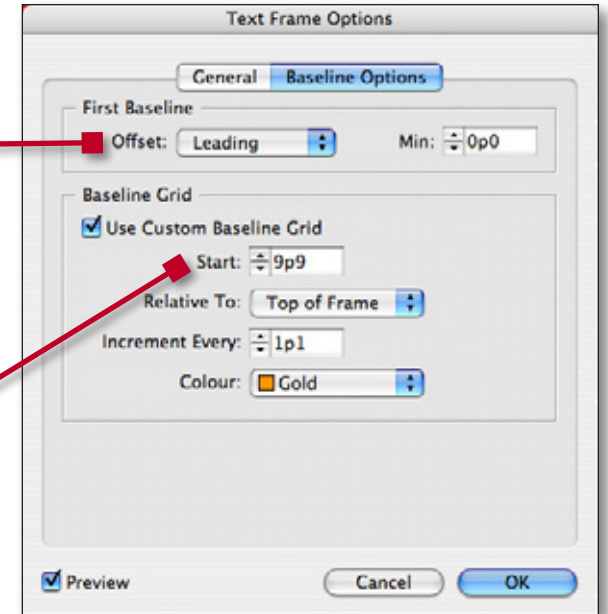 Text Frame Options
General Baseline Options
First Baseline
Offset: Leading Min: 0p0
Baseline Grid
Use Custom Baseline Grid
Start: 9p9
Relative To: Top of Frame
Increment Every: 1p1
Colour: Gold
Preview Cancel OK